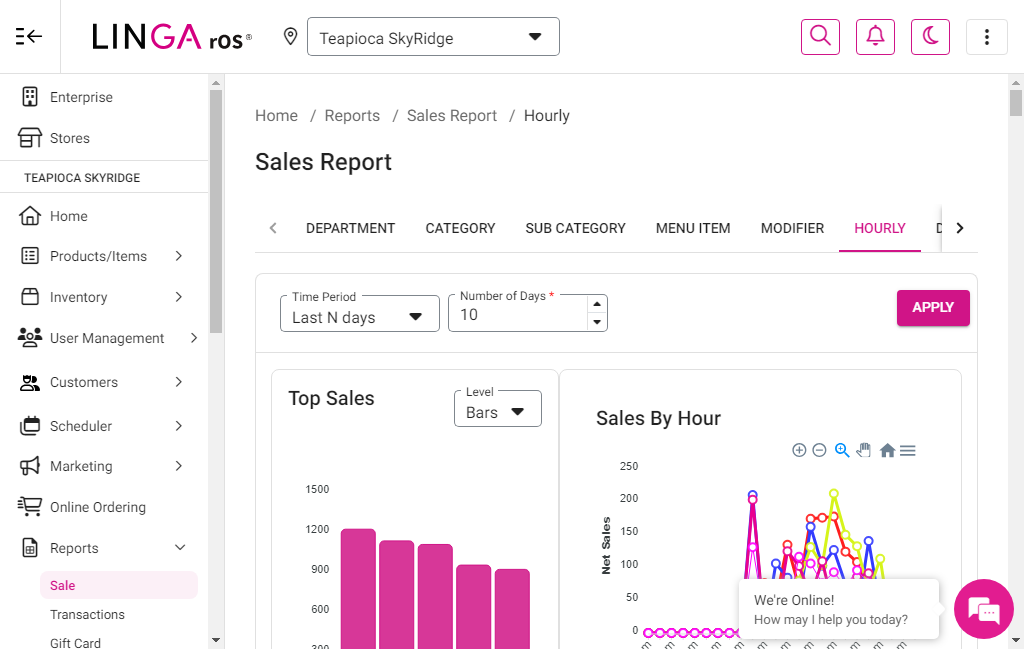 LINGA ros®
Teapioca SkyRidge
Enterprise
Stores
TEAPIOCA SKYRIDGE
Home
Products/Items
Inventory
User Management
Customers
Scheduler
Marketing
Online Ordering
Reports
Sale
Transactions
Gift Card
Home / Reports / Sales Report / Hourly
Sales Report
DEPARTMENT CATEGORY SUB CATEGORY MENU ITEM MODIFIER HOURLY
Time Period
Last N days
Number of Days *
10
APPLY
Top Sales
Level
Bars
1500
1200
900
600
300
Sales By Hour
Net Sales
250
200
150
100
50
0
We're Online!
How may I help you today?